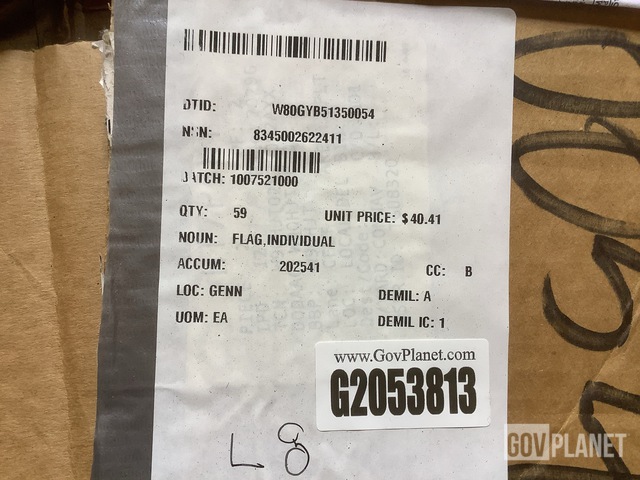 DTID: W80GYB51350054
NSN: 8345002622411
BATCH: 1007521000
QTY: 59 UNIT PRICE: $40.41
NOUN: FLAG,INDIVIDUAL
ACCUM: 202541 CC: B
LOC: GENN DEMIL: A
UOM: EA DEMIL IC: 1
www.GovPlanet.com
G2053813
L 8
GOVPLANET